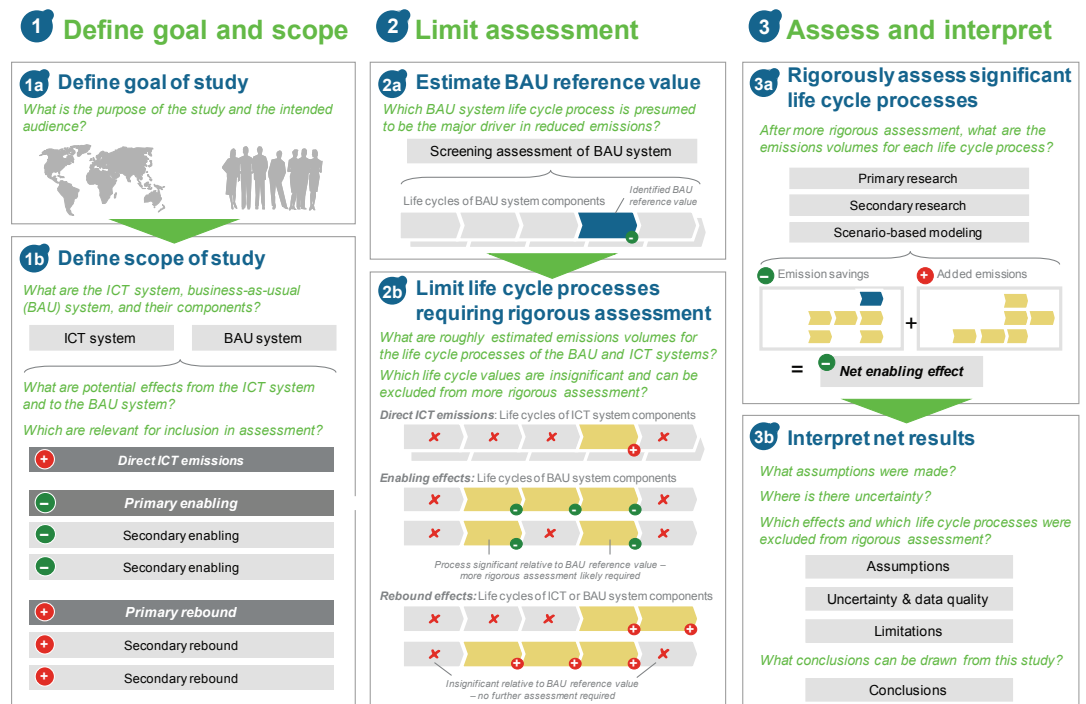 1 Define goal and scope
1a Define goal of study
What is the purpose of the study and the intended
audience?
1b Define scope of study
What are the ICT system, business-as-usual
(BAU) system, and their components?
ICT system
BAU system
What are potential effects from the ICT system
and to the BAU system?
Which are relevant for inclusion in assessment?
+ Direct ICT emissions
– Primary enabling
– Secondary enabling
– Secondary enabling
+ Primary rebound
+ Secondary rebound
+ Secondary rebound
2 Limit assessment
2a Estimate BAU reference value
Which BAU system life cycle process is presumed
to be the major driver in reduced emissions?
Screening assessment of BAU system
Identified BAU
reference value
Life cycles of BAU system components
-
2b Limit life cycle processes
requiring rigorous assessment
What are roughly estimated emissions volumes for
the life cycle processes of the BAU and ICT systems?
Which life cycle values are insignificant and can be
excluded from more rigorous assessment?
Direct ICT emissions: Life cycles of ICT system components
✘ ✘ ✘ + ✘
Enabling effects: Life cycles of BAU system components
✘ - - - ✘
✘ - ✘ - ✘
Process significant relative to BAU reference value –
more rigorous assessment likely required
Rebound effects: Life cycles of ICT or BAU system components
✘ ✘ ✘ + +
✘ + + + ✘
Insignificant relative to BAU reference value
– no further assessment required
3 Assess and interpret
3a Rigorously assess significant
life cycle processes
After more rigorous assessment, what are the
emissions volumes for each life cycle process?
Primary research
Secondary research
Scenario-based modeling
– Emission savings
+ Added emissions
+
= – Net enabling effect
3b Interpret net results
What assumptions were made?
Where is there uncertainty?
Which effects and which life cycle processes were
excluded from rigorous assessment?
Assumptions
Uncertainty & data quality
Limitations
What conclusions can be drawn from this study?
Conclusions